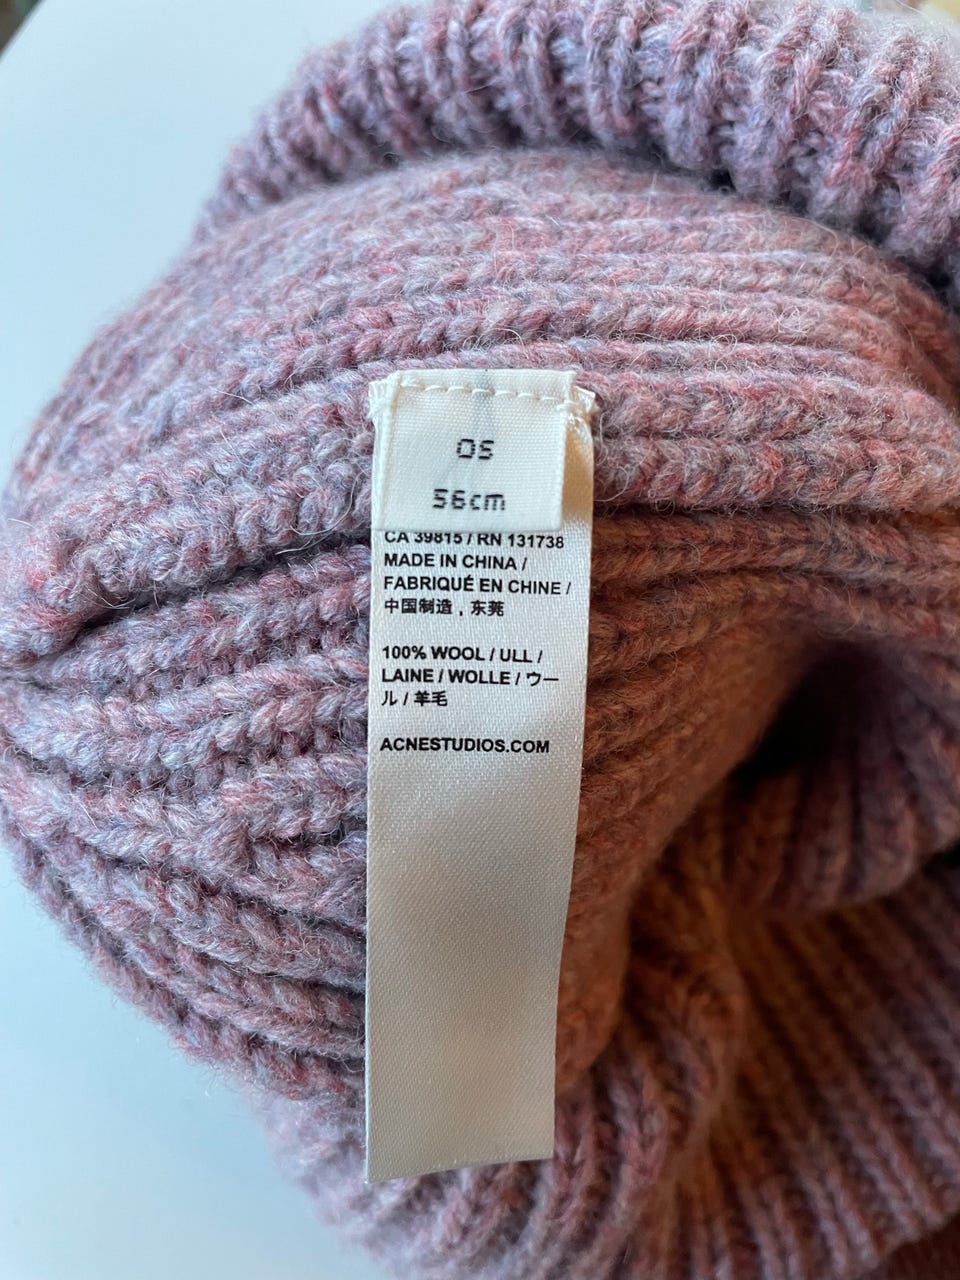 OS
56cm
CA 39815 / RN 131738
MADE IN CHINA /
FABRIQUÉ EN CHINE /
中国制造，东莞
100% WOOL / ULL /
LAINE / WOLLE / ウー
ル / 羊毛
ACNESTUDIOS.COM